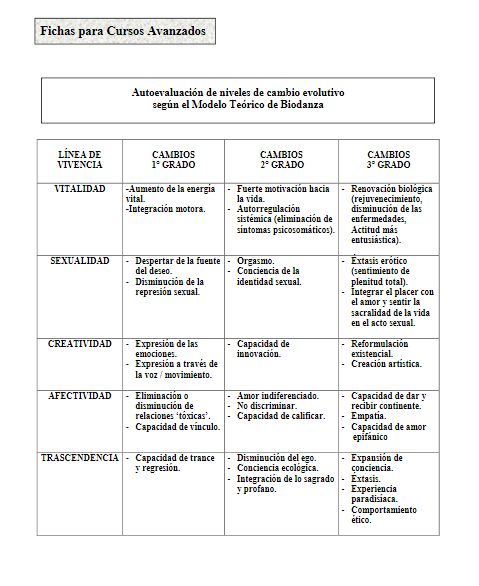 Fichas para Cursos Avanzados
Autoevaluación de niveles de cambio evolutivo
según el Modelo Teórico de Biodanza
LÍNEA DE
VIVENCIA
CAMBIOS
1° GRADO
CAMBIOS
2° GRADO
CAMBIOS
3° GRADO
VITALIDAD
-Aumento de la energía
vital.
-Integración motora.
- Fuerte motivación hacia
la vida.
- Autorregulación
sistémica (eliminación de
síntomas psicosomáticos).
- Renovación biológica
(rejuvenecimiento,
disminución de las
enfermedades,
Actitud más
entusiástica).
SEXUALIDAD
- Despertar de la fuente
del deseo.
- Disminución de la
represión sexual.
- Orgasmo.
- Conciencia de la
identidad sexual.
- Éxtasis erótico
(sentimiento de
plenitud total).
- Integrar el placer con
el amor y sentir la
sacralidad de la vida
en el acto sexual.
CREATIVIDAD
- Expresión de las
emociones.
- Expresión a través de
la voz / movimiento.
- Capacidad de
innovación.
- Reformulación
existencial.
- Creación artística.
AFECTIVIDAD
- Eliminación o
disminución de
relaciones ‘tóxicas’.
- Capacidad de vínculo.
- Amor indiferenciado.
- No discriminar.
- Capacidad de calificar.
- Capacidad de dar y
recibir continente.
- Empatía.
- Capacidad de amor
epifánico
TRASCENDENCIA
- Capacidad de trance
y regresión.
- Disminución del ego.
- Conciencia ecológica.
- Integración de lo sagrado
y profano.
- Expansión de
conciencia.
- Éxtasis.
- Experiencia
paradisíaca.
- Comportamiento
ético.